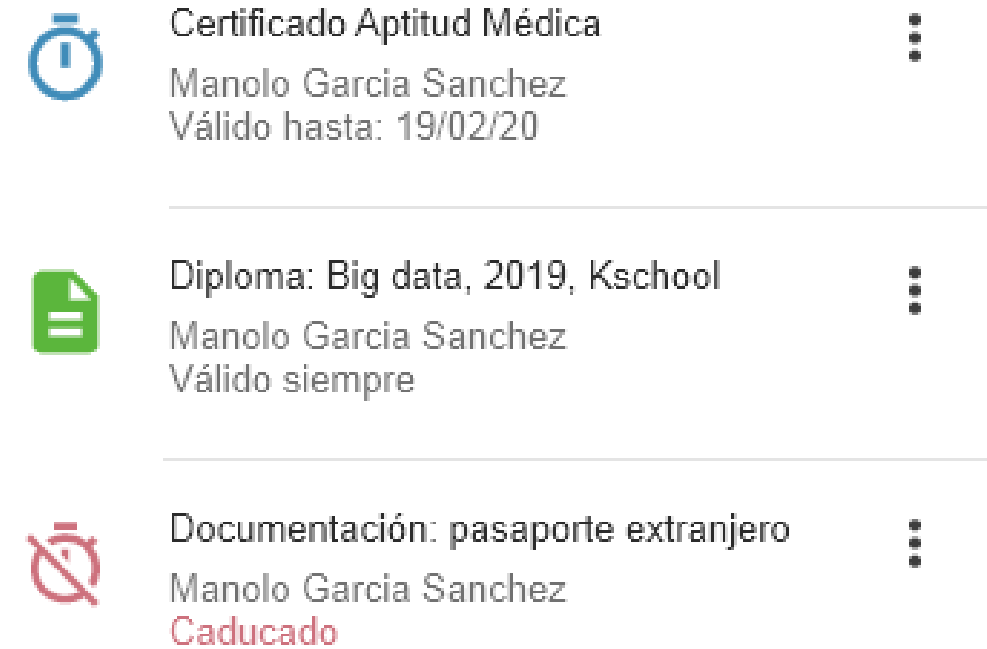 Certificado Aptitud Médica
Manolo Garcia Sanchez
Válido hasta: 19/02/20
Diploma: Big data, 2019, Kschool
Manolo Garcia Sanchez
Válido siempre
Documentación: pasaporte extranjero
Manolo Garcia Sanchez
Caducado